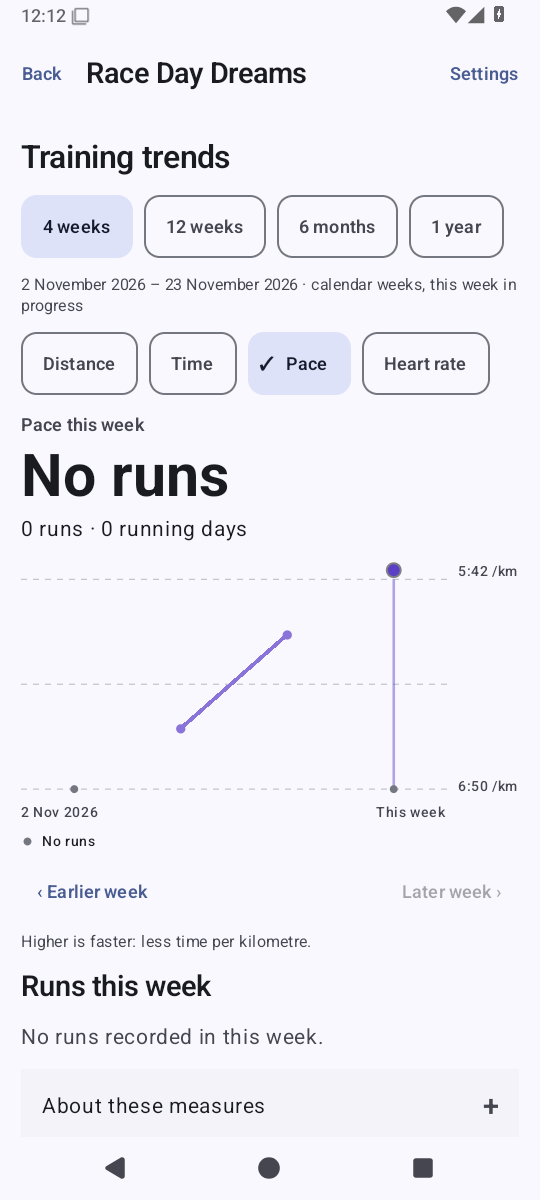 12:12
Back Race Day Dreams Settings
Training trends
4 weeks 12 weeks 6 months 1 year
2 November 2026 – 23 November 2026 · calendar weeks, this week in
progress
Distance Time ✓ Pace Heart rate
Pace this week
No runs
0 runs · 0 running days
5:42 /km
6:50 /km
2 Nov 2026 This week
No runs
‹ Earlier week Later week ›
Higher is faster: less time per kilometre.
Runs this week
No runs recorded in this week.
About these measures +